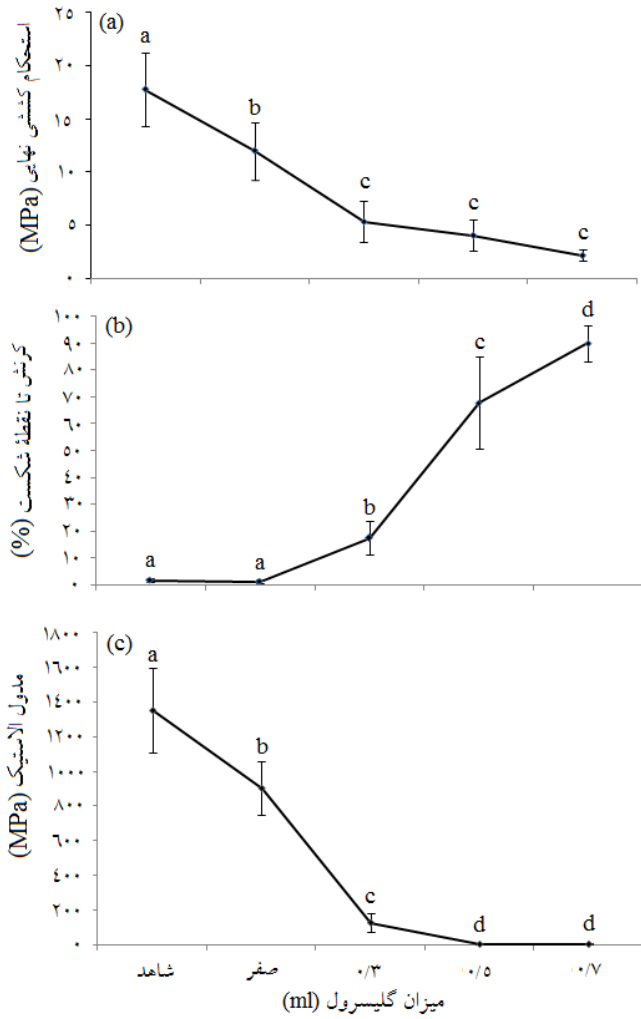 (a)
استحکام کششی نهایی (MPa)
۲۵
۲۰
۱۵
۱۰
۵
۰
a
b
c
c
c
(b)
کرنش تا نقطهٔ شکست (%)
۱۰۰
۹۰
۸۰
۷۰
۶۰
۵۰
۴۰
۳۰
۲۰
۱۰
۰
a
a
b
c
d
(c)
مدول الاستیک (MPa)
۱۸۰۰
۱۶۰۰
۱۴۰۰
۱۲۰۰
۱۰۰۰
۸۰۰
۶۰۰
۴۰۰
۲۰۰
۰
a
b
c
d
d
شاهد صفر ۰/۳ ۰/۵ ۰/۷
میزان گلیسرول (ml)